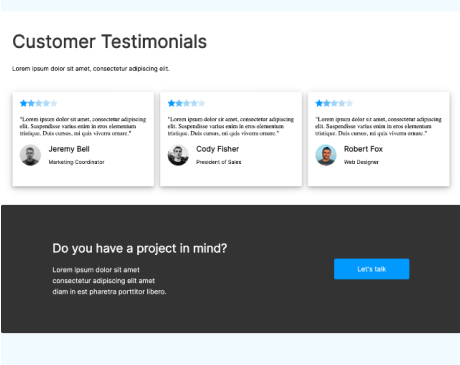 Customer Testimonials
Lorem ipsum dolor sit amet, consectetur adipiscing elit.
"Lorem ipsum dolor sit amet, consectetur adipiscing
elit. Suspendisse varius enim in eros elementum
tristique. Duis cursus, mi quis viverra ornare."
Jeremy Bell
Marketing Coordinator
"Lorem ipsum dolor sit amet, consectetur adipiscing
elit. Suspendisse varius enim in eros elementum
tristique. Duis cursus, mi quis viverra ornare."
Cody Fisher
President of Sales
"Lorem ipsum dolor sit amet, consectetur adipiscing
elit. Suspendisse varius enim in eros elementum
tristique. Duis cursus, mi quis viverra ornare."
Robert Fox
Web Designer
Do you have a project in mind?
Lorem ipsum dolor sit amet
consectetur adipiscing elit amet
diam in est pharetra porttitor libero.
Let's talk